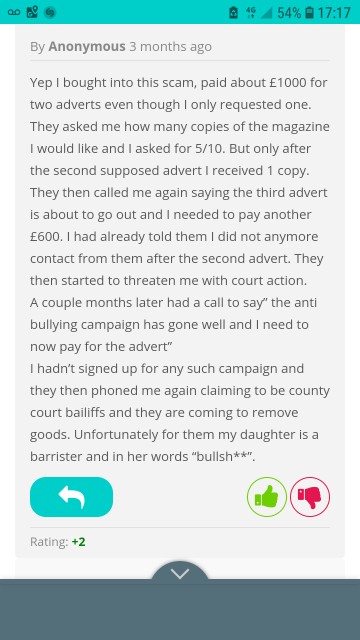 4G 54% 17:17
By Anonymous 3 months ago
Yep I bought into this scam, paid about £1000 for
two adverts even though I only requested one.
They asked me how many copies of the magazine
I would like and I asked for 5/10. But only after
the second supposed advert I received 1 copy.
They then called me again saying the third advert
is about to go out and I needed to pay another
£600. I had already told them I did not anymore
contact from them after the second advert. They
then started to threaten me with court action.
A couple months later had a call to say” the anti
bullying campaign has gone well and I need to
now pay for the advert”
I hadn’t signed up for any such campaign and
they then phoned me again claiming to be county
court bailiffs and they are coming to remove
goods. Unfortunately for them my daughter is a
barrister and in her words “bullsh**”.
Rating: +2